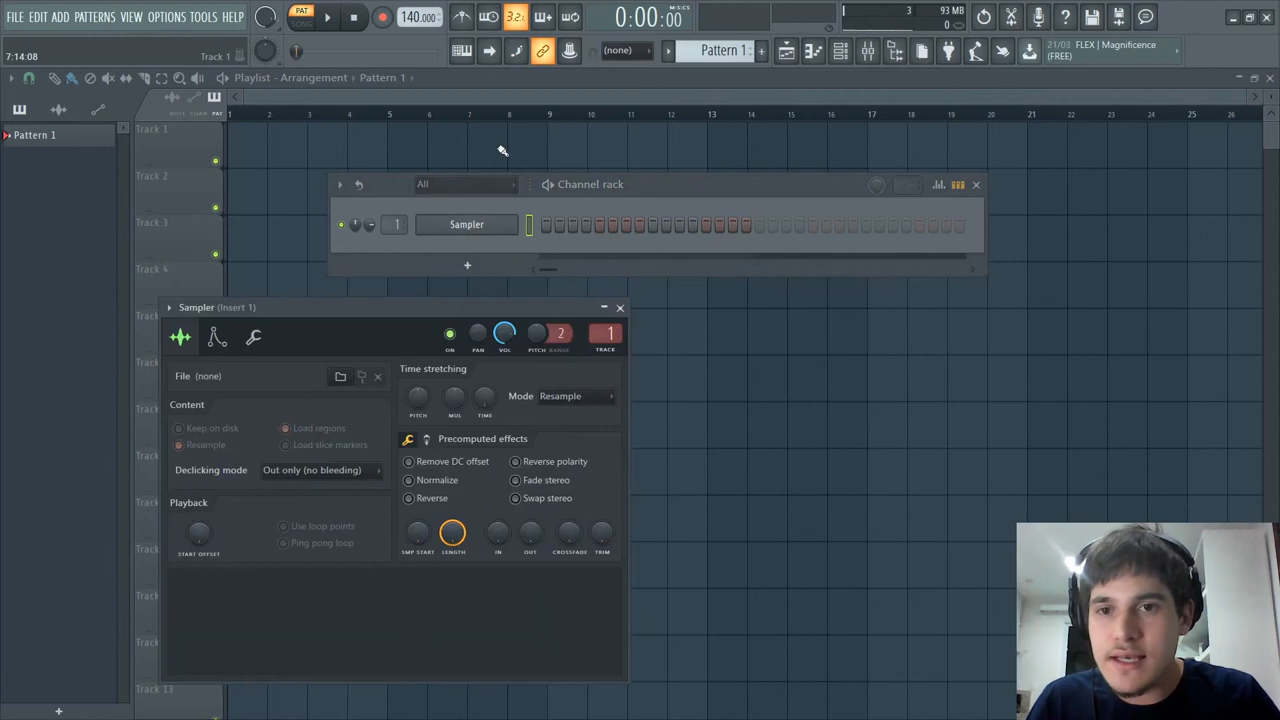 FILE EDIT ADD PATTERNS VIEW OPTIONS TOOLS HELP
PAT
SONG
140.000
3.2
0:00:00
M:S:CS
3
93 MB
0
7:14:08
Track 1
(none)
Pattern 1
21/03 FLEX | Magnificence
(FREE)
Playlist - Arrangement › Pattern 1 ›
NOTE CHAN PAT
1 2 3 4 5 6 7 8 9 10 11 12 13 14 15 16 17 18 19 20 21 22 23 24 25 26
Pattern 1
Track 1
Track 2
Track 3
Track 4
Track 13
All
Channel rack
1
Sampler
+
Sampler (Insert 1)
ON PAN VOL PITCH RANGE TRACK
2
1
File (none)
Content
Keep on disk
Load regions
Resample
Load slice markers
Declicking mode
Out only (no bleeding)
Playback
START OFFSET
Use loop points
Ping pong loop
Time stretching
PITCH MUL TIME
Mode Resample
Precomputed effects
Remove DC offset
Reverse polarity
Normalize
Fade stereo
Reverse
Swap stereo
SMP START LENGTH IN OUT CROSSFADE TRIM